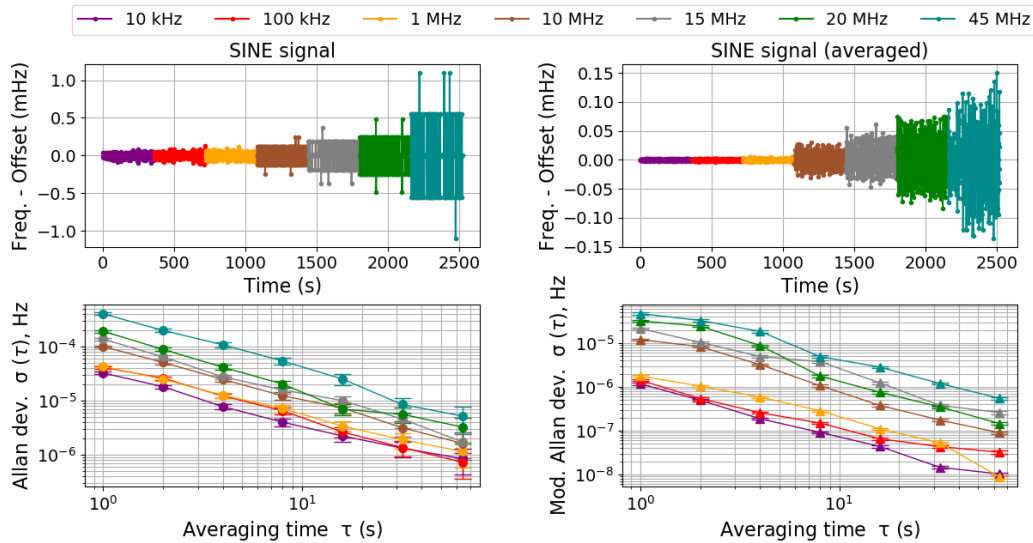 10 kHz 100 kHz 1 MHz 10 MHz 15 MHz 20 MHz 45 MHz
SINE signal
Freq. - Offset (mHz)
1.0
0.5
0.0
−0.5
−1.0
0 500 1000 1500 2000 2500
Time (s)
SINE signal (averaged)
Freq. - Offset (mHz)
0.15
0.10
0.05
0.00
−0.05
−0.10
−0.15
0 500 1000 1500 2000 2500
Time (s)
Allan dev. σ (τ), Hz
10⁻⁴
10⁻⁵
10⁻⁶
10⁰ 10¹
Averaging time τ (s)
Mod. Allan dev. σ (τ), Hz
10⁻⁵
10⁻⁶
10⁻⁷
10⁻⁸
10⁰ 10¹
Averaging time τ (s)